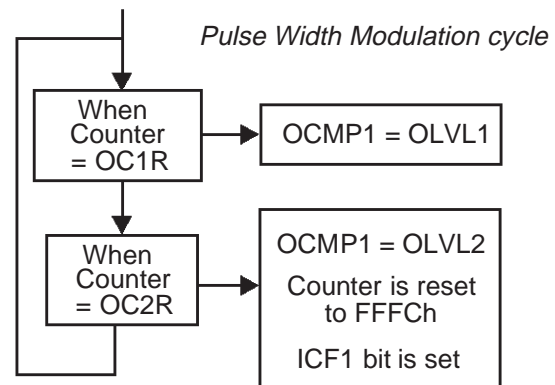 Pulse Width Modulation cycle
When
Counter
= OC1R
OCMP1 = OLVL1
When
Counter
= OC2R
OCMP1 = OLVL2
Counter is reset
to FFFCh
ICF1 bit is set